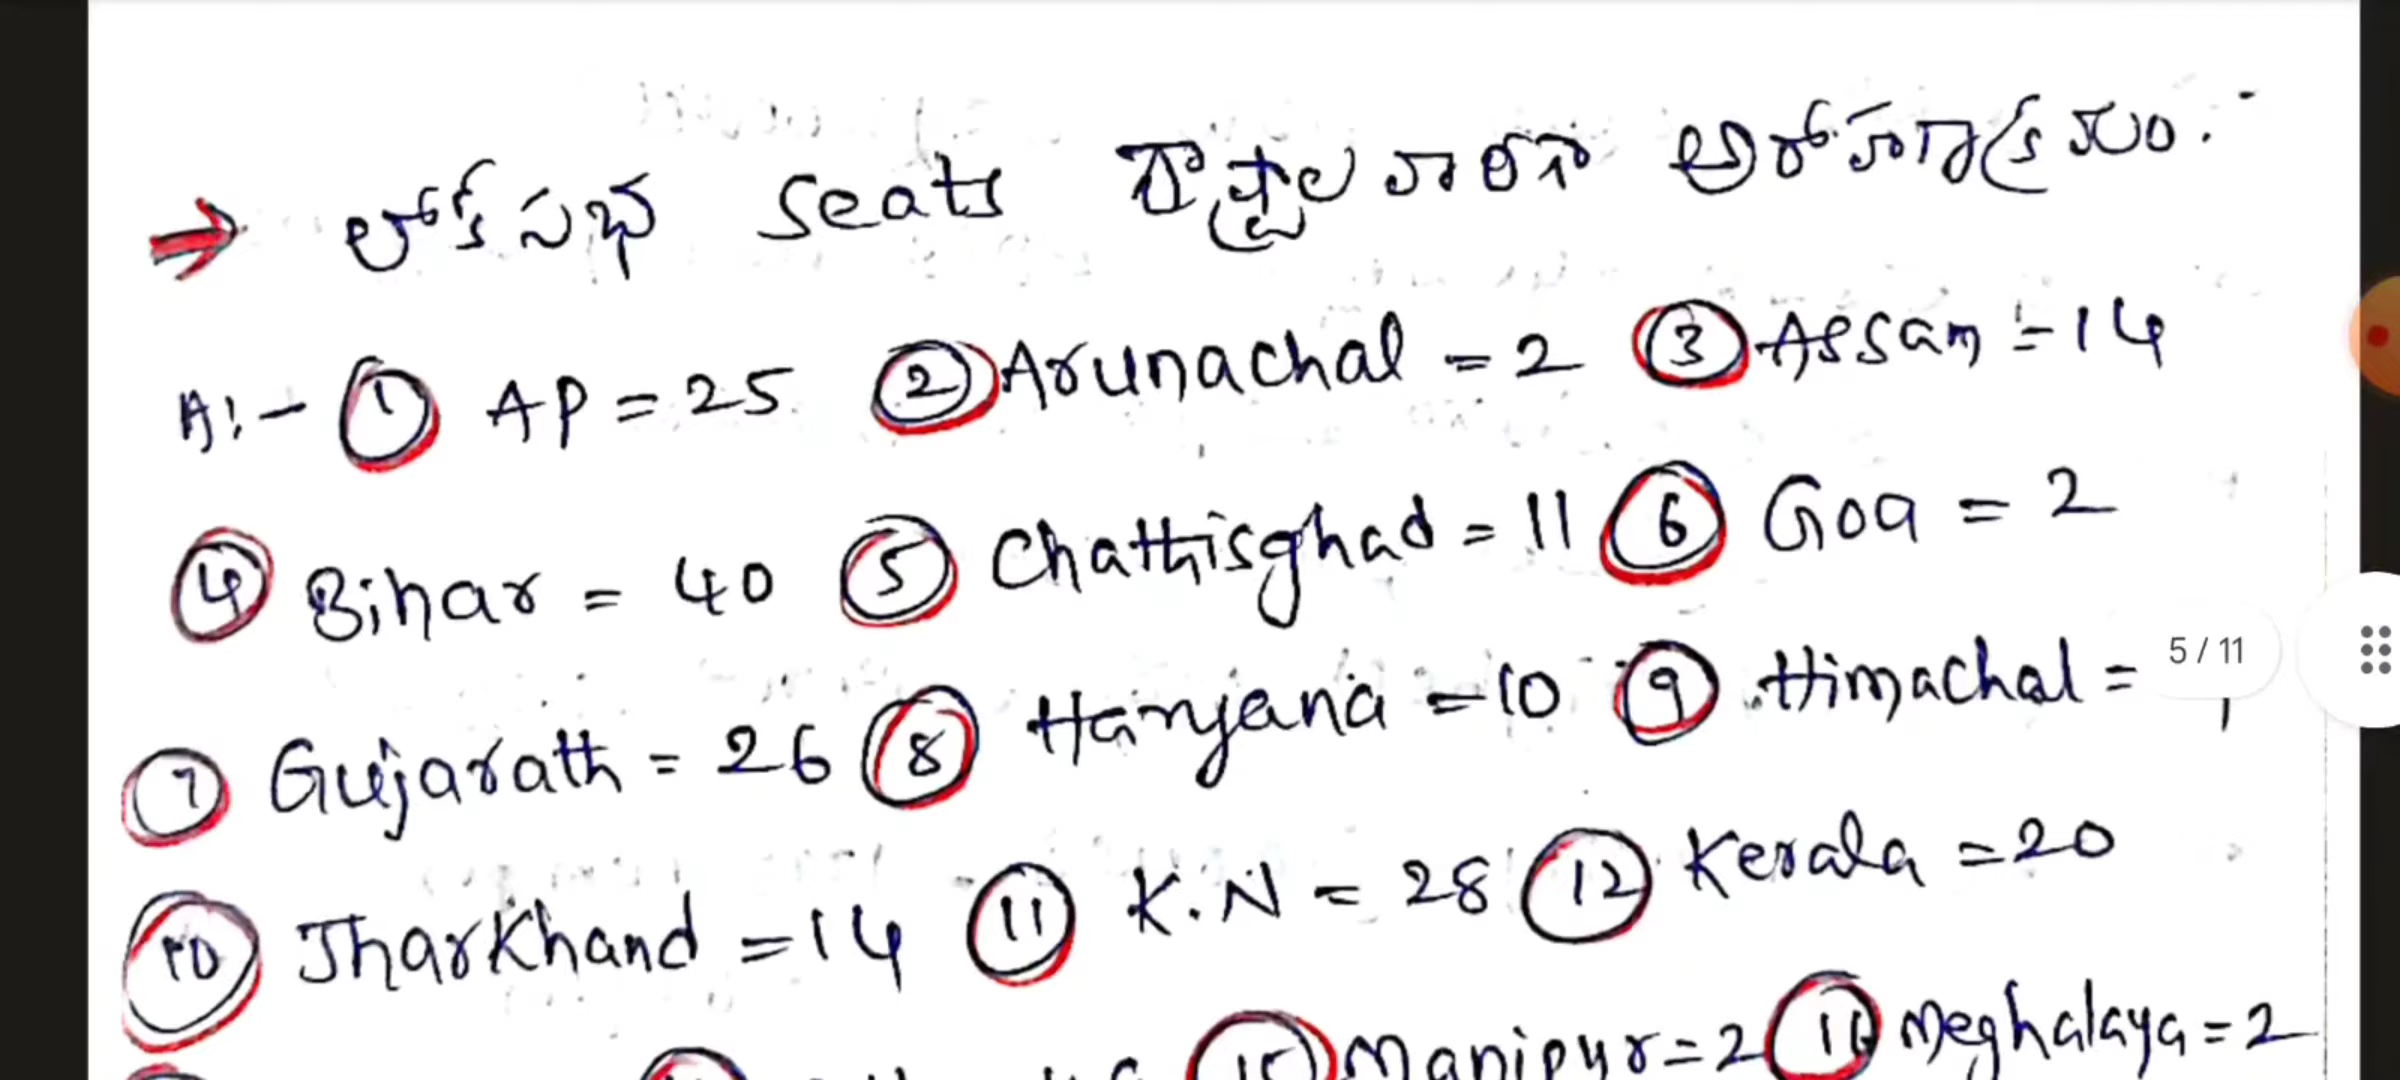 → లోక్ సభ seats రాష్ట్రాల వారిగా
A:- ① AP = 25 ② Arunachal = 2 ③ Assam = 14
④ Bihar = 40 ⑤ Chattisghad = 11 ⑥ Goa = 2
⑦ Gujarath = 26 ⑧ Haryana = 10 ⑨ Himachal =
5 / 11
⑩ Jharkhand = 14 ⑪ K.N = 28 ⑫ Kerala = 20
⑮ Manipur = 2 ⑯ Meghalaya = 2